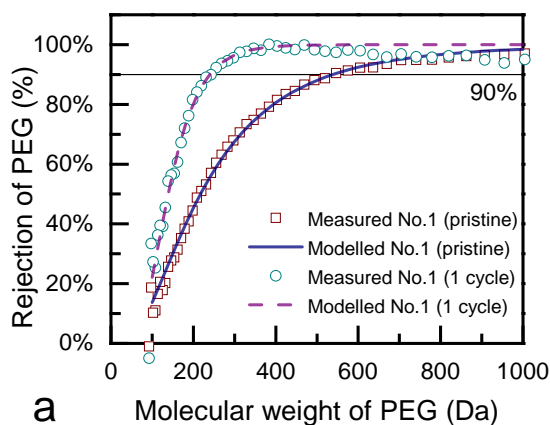 Rejection of PEG (%)
100%
80%
60%
40%
20%
0%
90%
Measured No.1 (pristine)
Modelled No.1 (pristine)
Measured No.1 (1 cycle)
Modelled No.1 (1 cycle)
0 200 400 600 800 1000
a Molecular weight of PEG (Da)